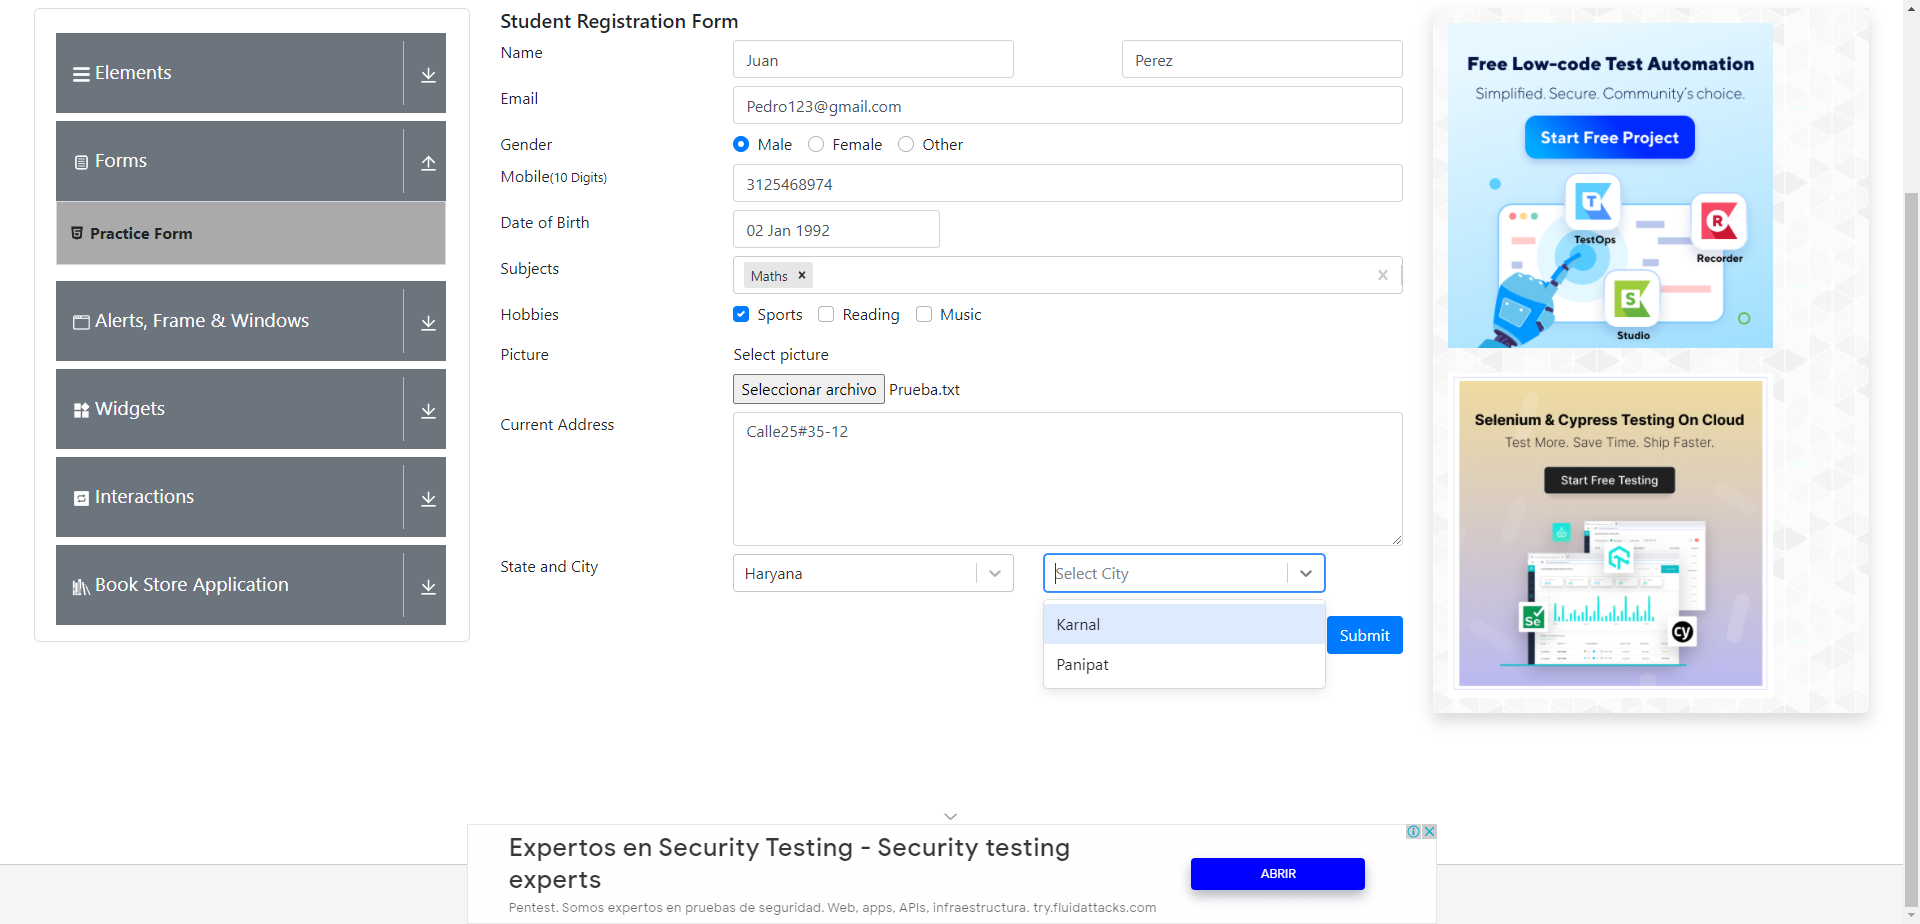 Elements
Forms
Practice Form
Alerts, Frame & Windows
Widgets
Interactions
Book Store Application
Student Registration Form
Name
Juan
Perez
Email
Pedro123@gmail.com
Gender
Male
Female
Other
Mobile(10 Digits)
3125468974
Date of Birth
02 Jan 1992
Subjects
Maths
Hobbies
Sports
Reading
Music
Picture
Select picture
Seleccionar archivo Prueba.txt
Current Address
Calle25#35-12
State and City
Haryana
Select City
Karnal
Panipat
Submit
Free Low-code Test Automation
Simplified. Secure. Community’s choice.
Start Free Project
T
TestOps
R
Recorder
S
Studio
Selenium & Cypress Testing On Cloud
Test More. Save Time. Ship Faster.
Start Free Testing
Se
cy
Expertos en Security Testing - Security testing
experts
Pentest. Somos expertos en pruebas de seguridad. Web, apps, APIs, infraestructura. try.fluidattacks.com
ABRIR